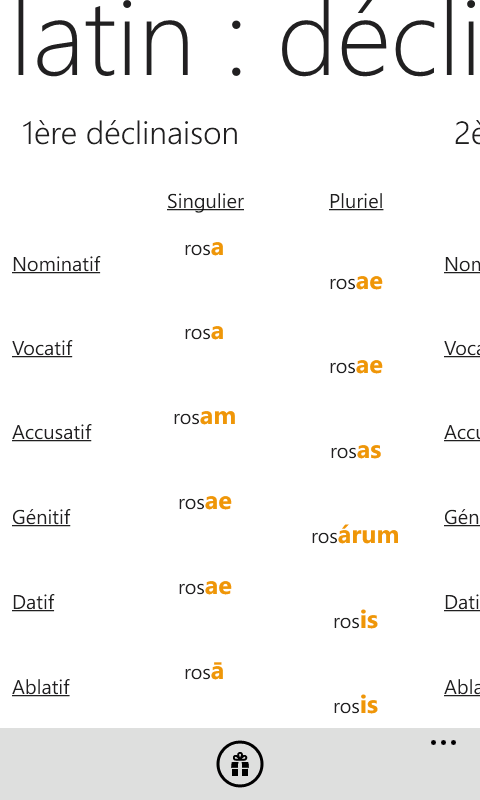 latin : décli
1ère déclinaison 2è
Singulier Pluriel
Nominatif rosa rosae Nom
Vocatif rosa rosae Voca
Accusatif rosam rosas Accu
Génitif rosae rosárum Gén
Datif rosae rosis Dati
Ablatif rosā rosis Abla